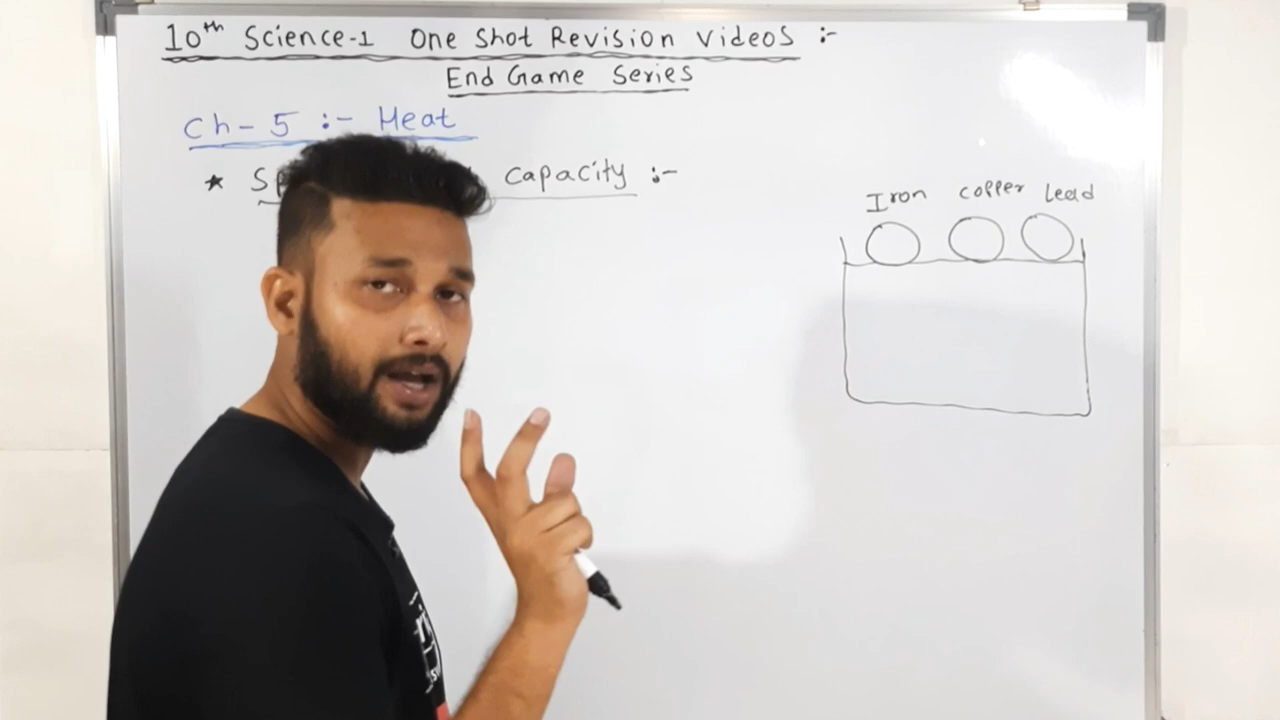 10th Science-1 One Shot Revision Videos :-
End Game Series
Ch-5 :- Heat
★ capacity :-
Iron copper Lead